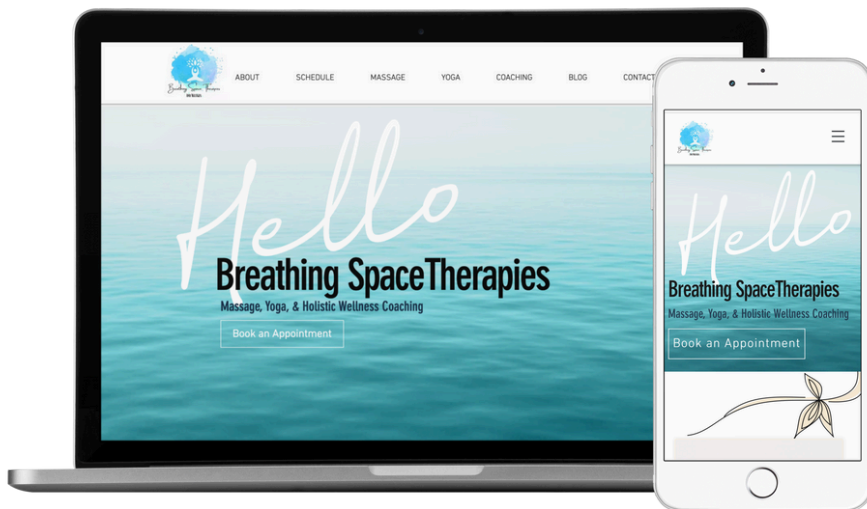 ABOUT SCHEDULE MASSAGE YOGA COACHING BLOG CONTACT
Hello
Breathing SpaceTherapies
Massage, Yoga, & Holistic Wellness Coaching
Book an Appointment
Hello
Breathing SpaceTherapies
Massage, Yoga, & Holistic Wellness Coaching
Book an Appointment